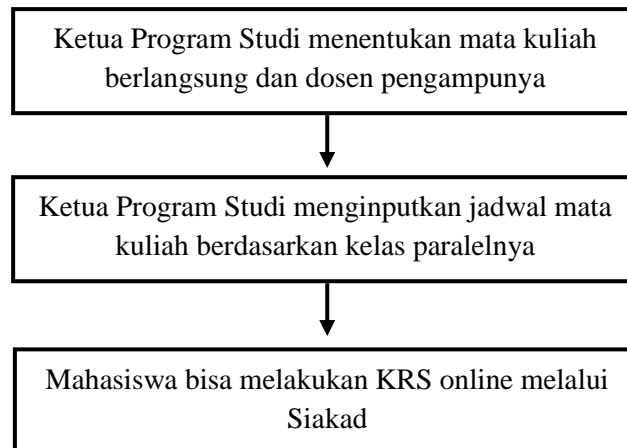 Ketua Program Studi menentukan mata kuliah
berlangsung dan dosen pengampunya
Ketua Program Studi menginputkan jadwal mata
kuliah berdasarkan kelas paralelnya
Mahasiswa bisa melakukan KRS online melalui
Siakad